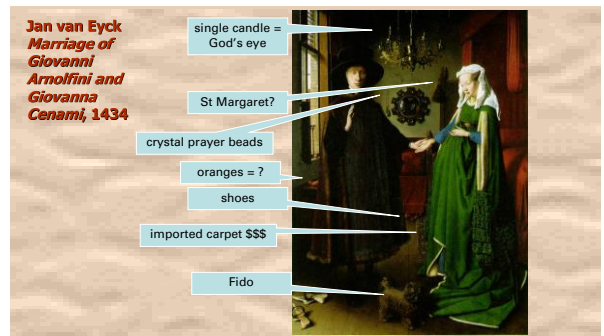 Jan van Eyck
Marriage of
Giovanni
Arnolfini and
Giovanna
Cenami, 1434
single candle =
God's eye
St Margaret?
crystal prayer beads
oranges = ?
shoes
imported carpet $$$
Fido